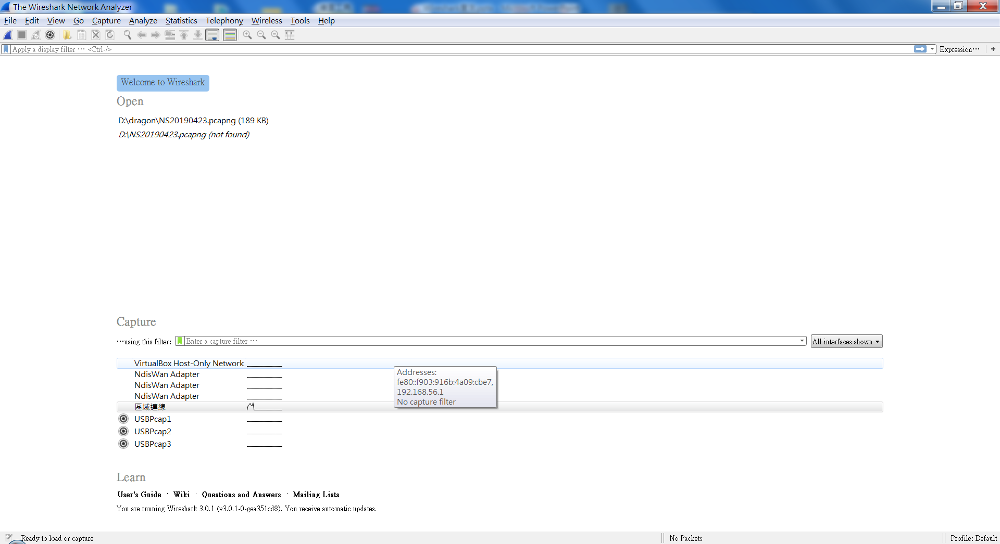 The Wireshark Network Analyzer
File Edit View Go Capture Analyze Statistics Telephony Wireless Tools Help
Apply a display filter … <Ctrl-/>
Expression… +
Welcome to Wireshark
Open
D:\dragon\NS20190423.pcapng (189 KB)
D:\NS20190423.pcapng (not found)
Capture
…using this filter: Enter a capture filter … All interfaces shown
VirtualBox Host-Only Network
NdisWan Adapter
NdisWan Adapter
NdisWan Adapter
區域連線
USBPcap1
USBPcap2
USBPcap3
Addresses:
fe80::f903:916b:4a09:cbe7,
192.168.56.1
No capture filter
Learn
User's Guide · Wiki · Questions and Answers · Mailing Lists
You are running Wireshark 3.0.1 (v3.0.1-0-gea351cd8). You receive automatic updates.
Ready to load or capture No Packets Profile: Default